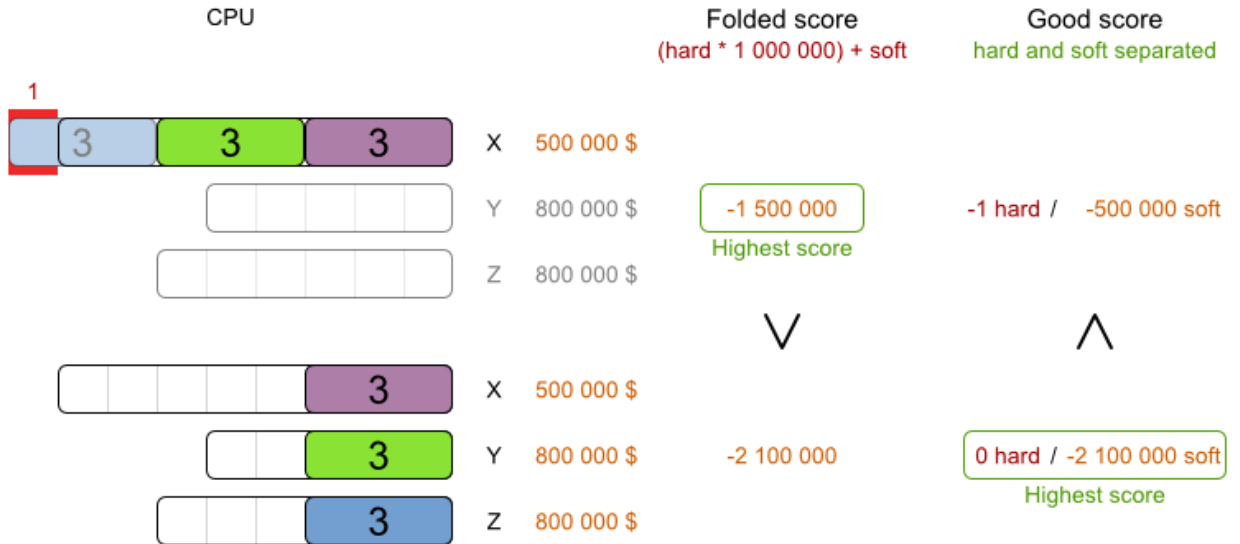 CPU
Folded score
Good score
(hard * 1 000 000) + soft
hard and soft separated
1
3 3 3 X 500 000 $
Y 800 000 $ -1 500 000 -1 hard / -500 000 soft
Highest score
Z 800 000 $
> <
3 X 500 000 $
3 Y 800 000 $ -2 100 000 0 hard / -2 100 000 soft
Highest score
3 Z 800 000 $